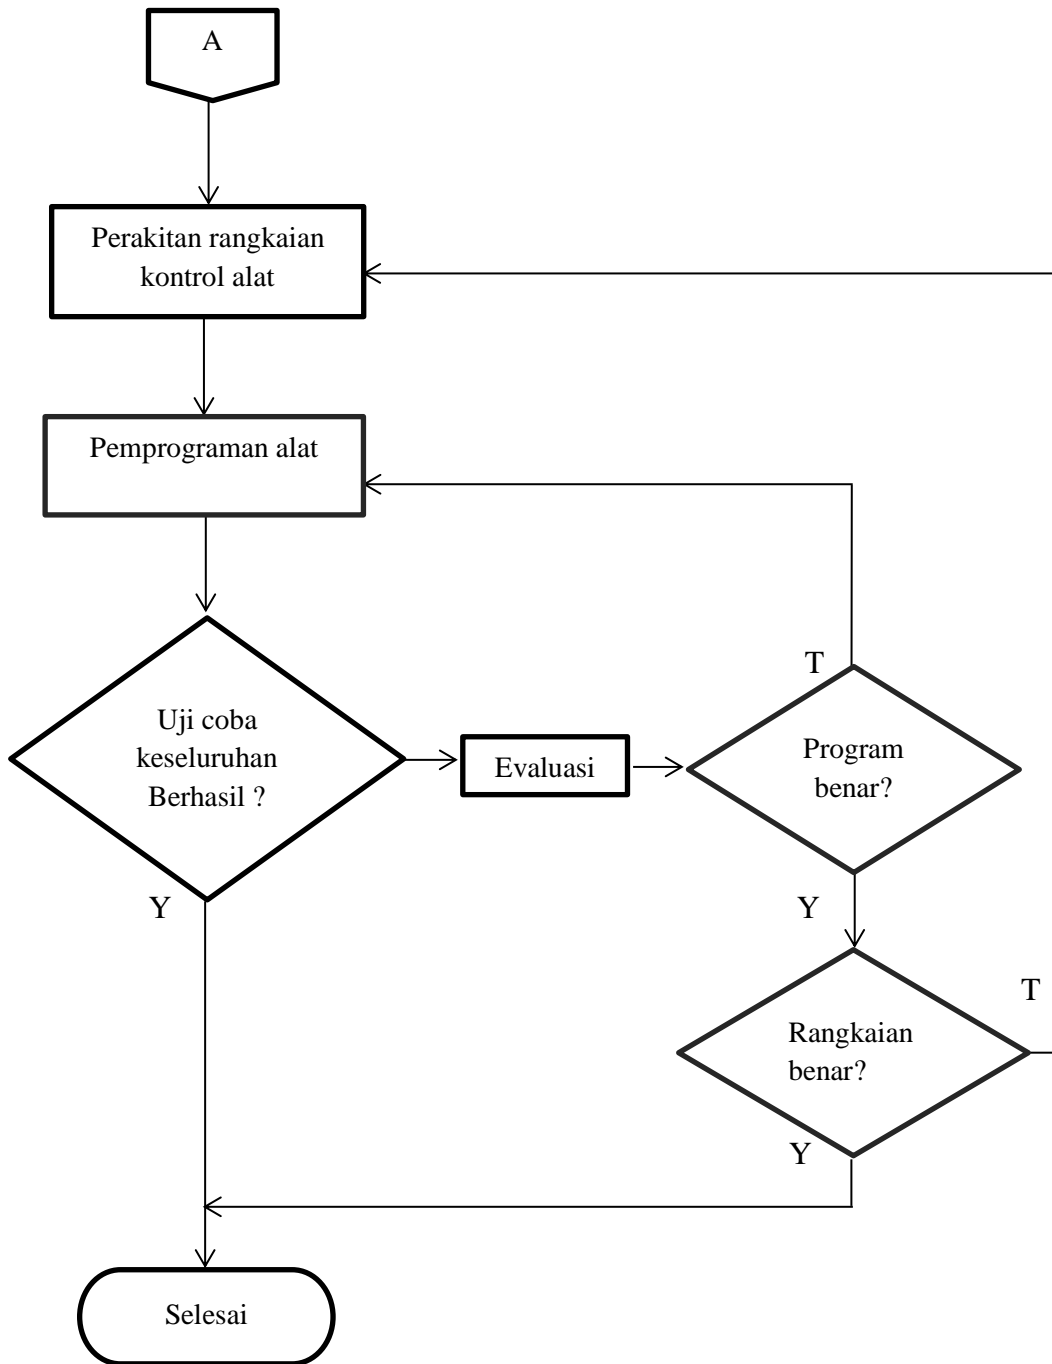 A
Perakitan rangkaian
kontrol alat
Pemprograman alat
T
Uji coba
keseluruhan
Berhasil ?
Evaluasi
Program
benar?
Y
Y
T
Rangkaian
benar?
Y
Selesai